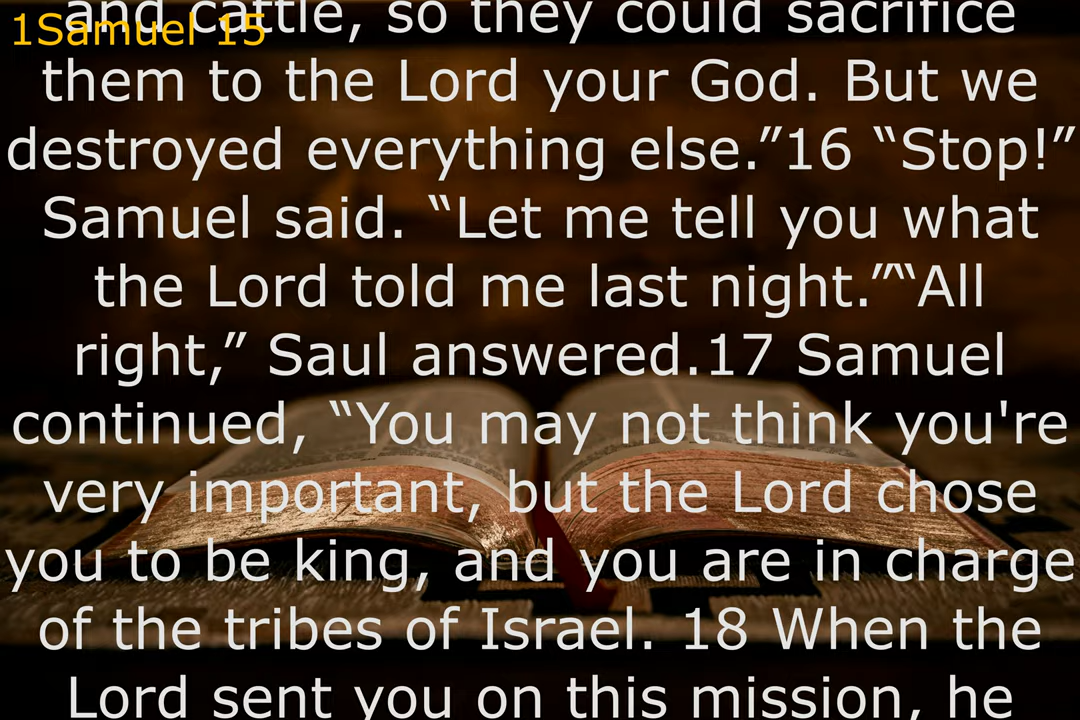 1Samuel 15
and cattle, so they could sacrifice
them to the Lord your God. But we
destroyed everything else.”16 “Stop!”
Samuel said. “Let me tell you what
the Lord told me last night.”“All
right,” Saul answered.17 Samuel
continued, “You may not think you're
very important, but the Lord chose
you to be king, and you are in charge
of the tribes of Israel. 18 When the
Lord sent you on this mission, he